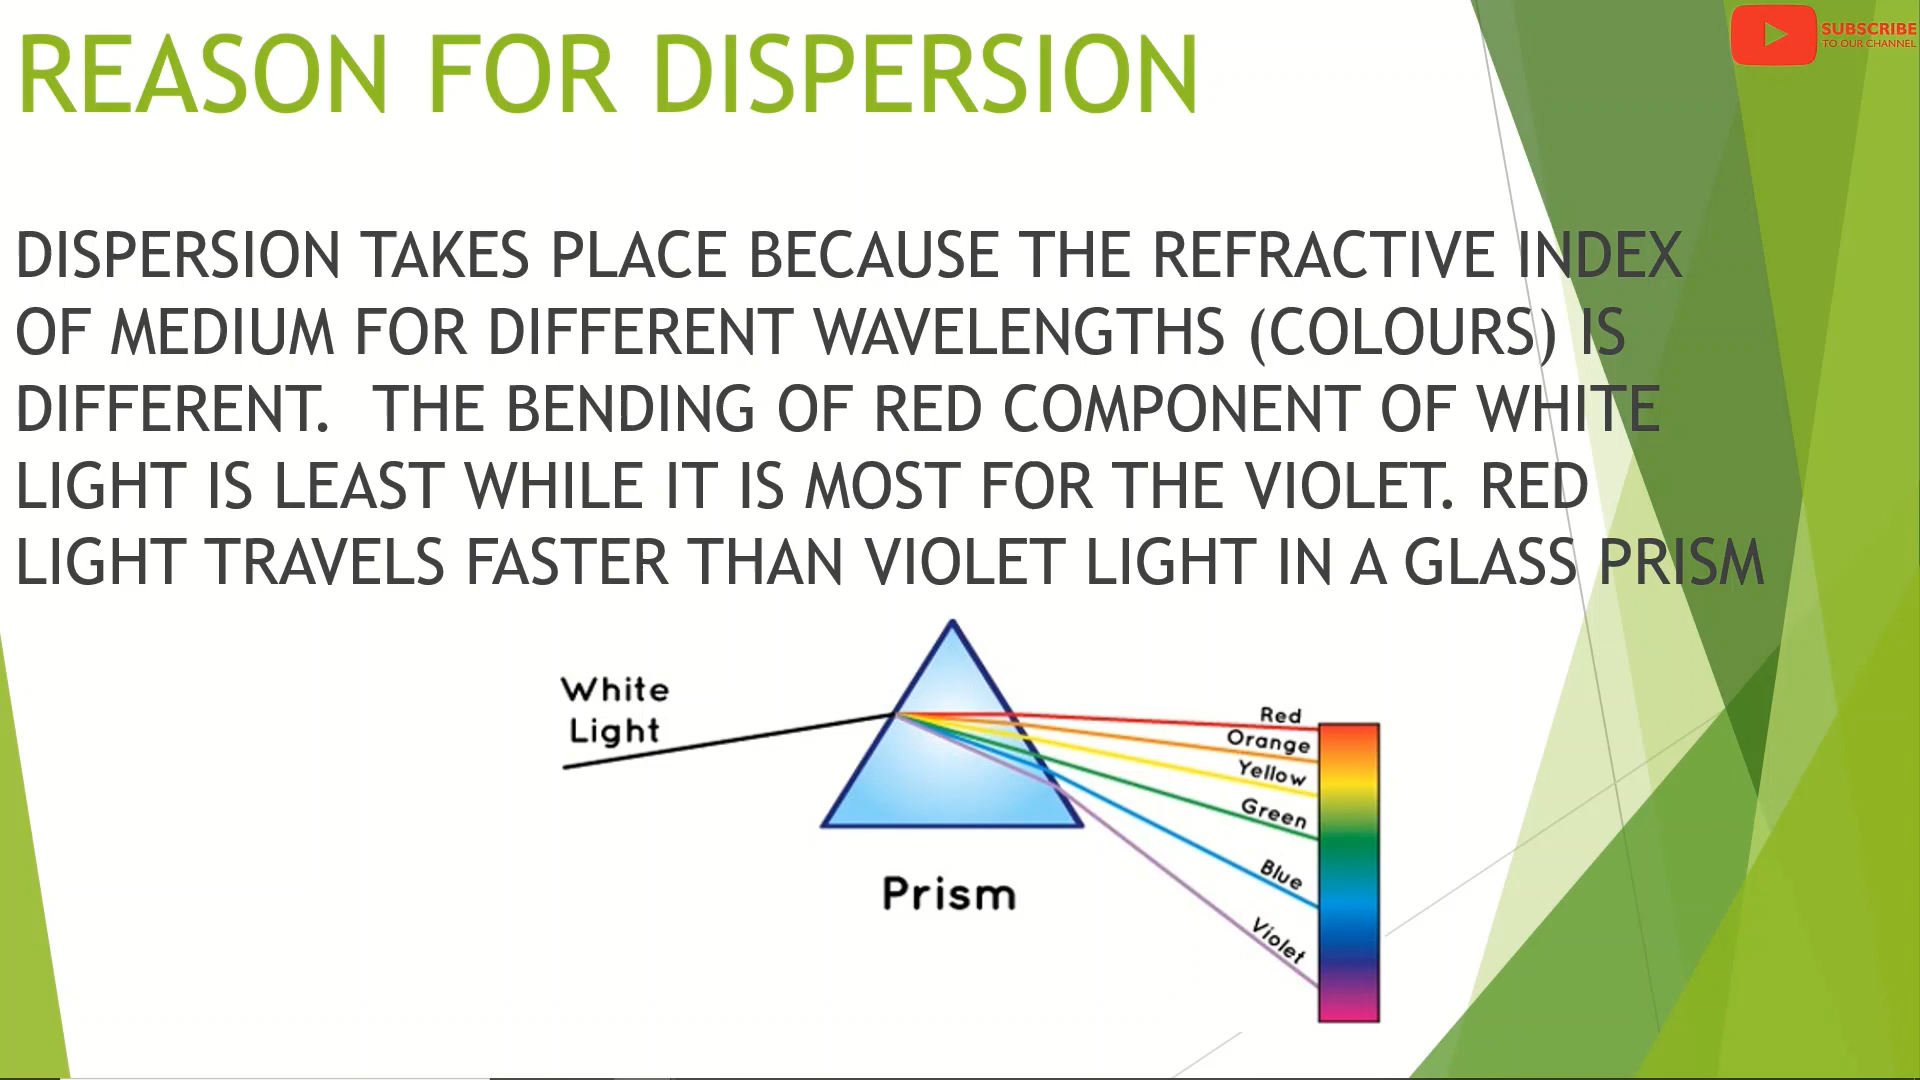 REASON FOR DISPERSION
SUBSCRIBE
TO OUR CHANNEL
DISPERSION TAKES PLACE BECAUSE THE REFRACTIVE INDEX
OF MEDIUM FOR DIFFERENT WAVELENGTHS (COLOURS) IS
DIFFERENT.  THE BENDING OF RED COMPONENT OF WHITE
LIGHT IS LEAST WHILE IT IS MOST FOR THE VIOLET. RED
LIGHT TRAVELS FASTER THAN VIOLET LIGHT IN A GLASS PRISM
White
Light
Red
Orange
Yellow
Green
Blue
Violet
Prism